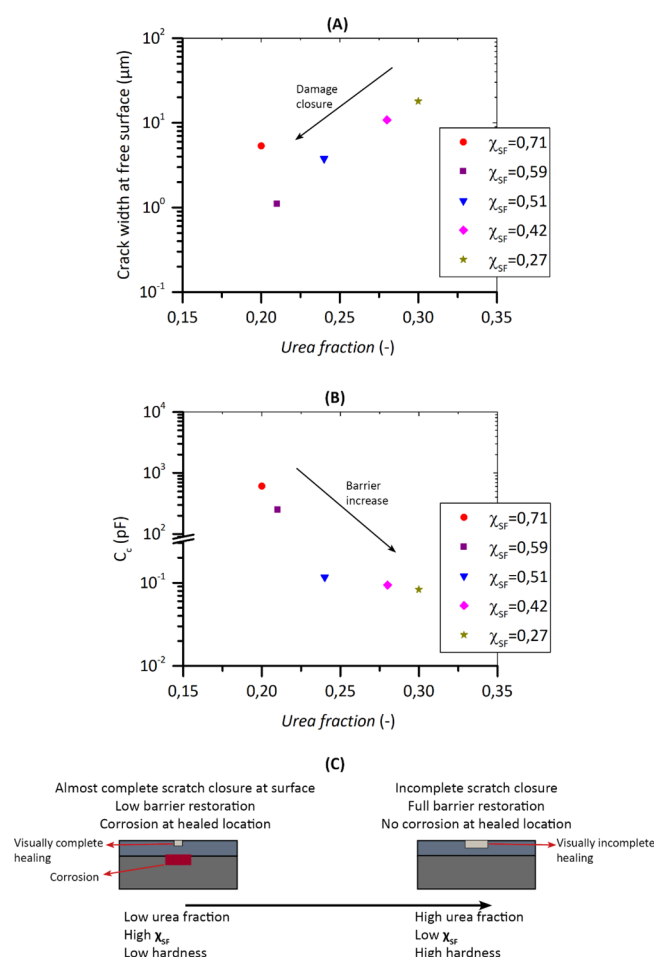 (A)
10²
10¹
10⁰
10⁻¹
Crack width at free surface (μm)
Damage
closure
χSF=0,71
χSF=0,59
χSF=0,51
χSF=0,42
χSF=0,27
0,15 0,20 0,25 0,30 0,35
Urea fraction (-)
(B)
10⁴
10³
10²
10⁻¹
10⁻²
Cc (pF)
Barrier
increase
χSF=0,71
χSF=0,59
χSF=0,51
χSF=0,42
χSF=0,27
0,15 0,20 0,25 0,30 0,35
Urea fraction (-)
(C)
Almost complete scratch closure at surface
Low barrier restoration
Corrosion at healed location
Visually complete
healing
Corrosion
Incomplete scratch closure
Full barrier restoration
No corrosion at healed location
Visually incomplete
healing
Low urea fraction
High χSF
Low hardness
High urea fraction
Low χSF
High hardness